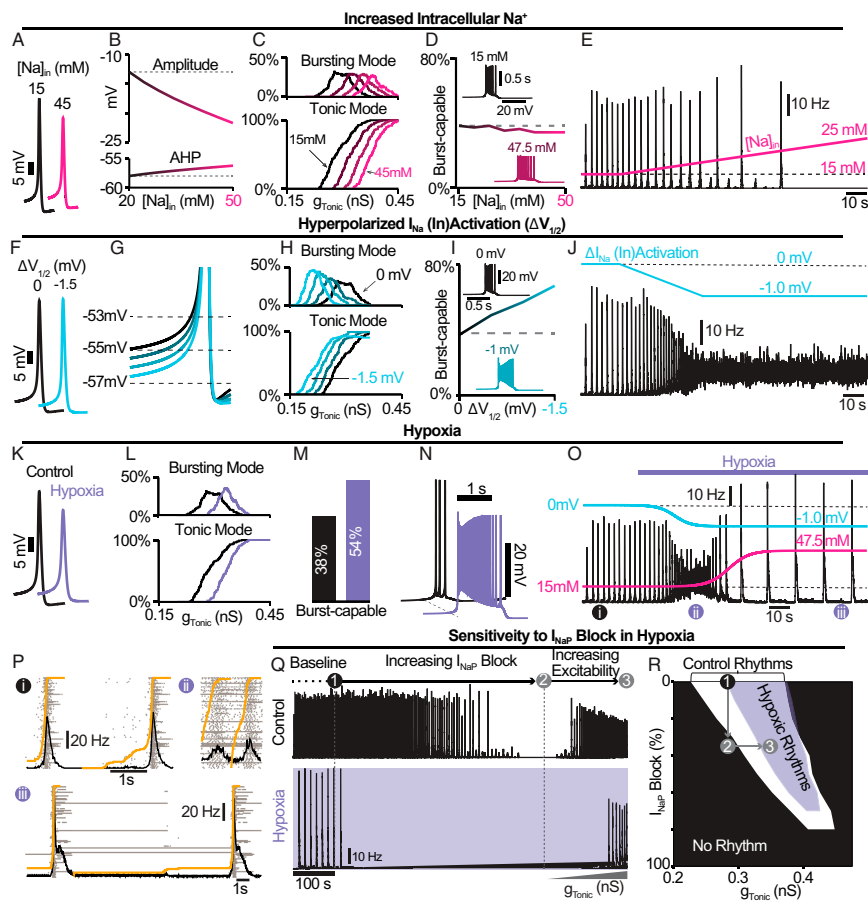 Increased Intracellular Na⁺
A
[Na]in (mM)
15
45
5 mV
B
-10
Amplitude
mV
-25
-55
AHP
-60
20
50
[Na]in (mM)
C
Bursting Mode
50%
0%
Tonic Mode
100%
15mM
45mM
0%
0.15
0.45
gTonic (nS)
D
80%
15 mM
0.5 s
20 mV
Burst-capable
47.5 mM
0%
15
50
[Na]in (mM)
E
10 Hz
[Na]in
25 mM
15 mM
10 s
Hyperpolarized INa (In)Activation (ΔV1/2)
F
ΔV1/2 (mV)
0
-1.5
5 mV
G
-53mV
-55mV
-57mV
H
Bursting Mode
50%
0 mV
0%
Tonic Mode
100%
-1.5 mV
0%
0.15
0.45
gTonic (nS)
I
80%
0 mV
20 mV
0.5 s
Burst-capable
-1 mV
0%
0
-1.5
ΔV1/2 (mV)
J
ΔINa (In)Activation
0 mV
-1.0 mV
10 Hz
10 s
Hypoxia
K
Control
Hypoxia
5 mV
L
Bursting Mode
50%
0%
Tonic Mode
100%
0%
0.15
0.45
gTonic (nS)
M
38%
54%
Burst-capable
N
1 s
20 mV
O
Hypoxia
0mV
10 Hz
-1.0 mV
47.5mM
15mM
i
ii
10 s
iii
Sensitivity to INaP Block in Hypoxia
P
i
20 Hz
1s
ii
iii
20 Hz
1s
Q
Baseline
1
Increasing INaP Block
2
Increasing
Excitability
3
Control
Hypoxia
10 Hz
100 s
gTonic (nS)
R
Control Rhythms
0
1
2
3
Hypoxic Rhythms
INaP Block (%)
No Rhythm
100
0.2
0.3
0.4
gTonic (nS)